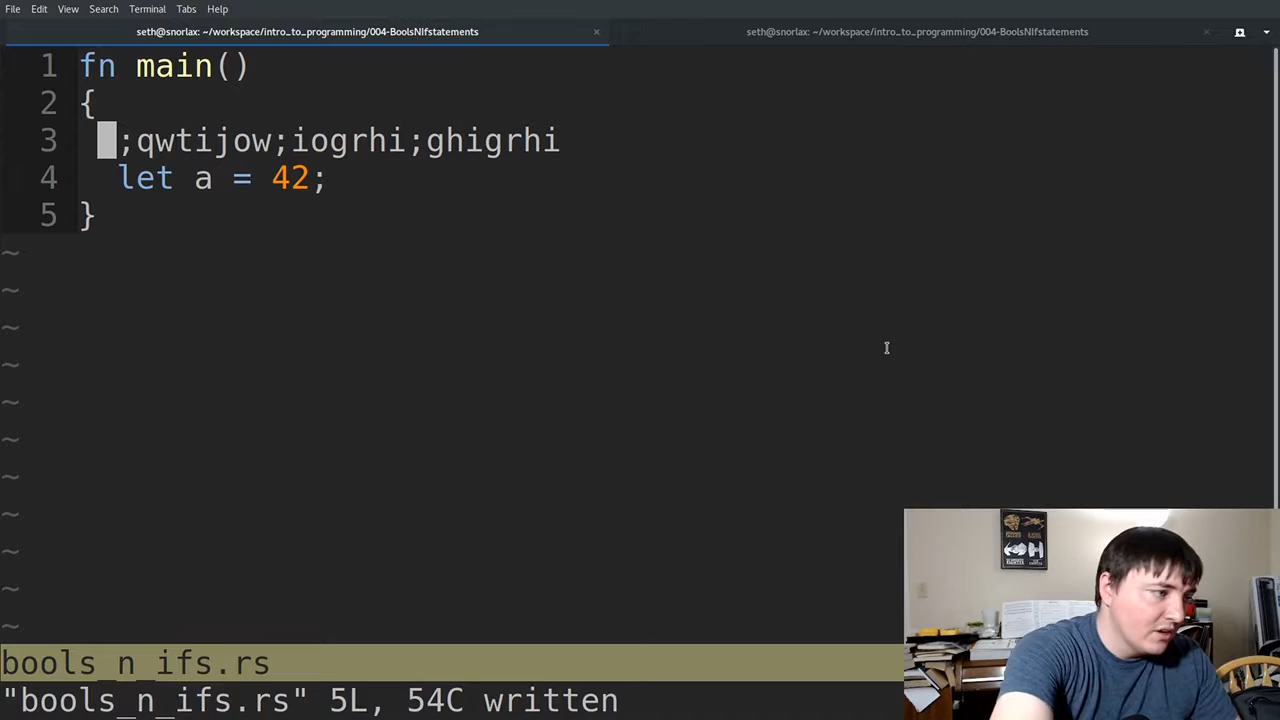 File Edit View Search Terminal Tabs Help
seth@snorlax: ~/workspace/intro_to_programming/004-BoolsNIfstatements × seth@snorlax: ~/workspace/intro_to_programming/004-BoolsNIfstatements ×
1 fn main()
2 {
3 ;qwtijow;iogrhi;ghigrhi
4 let a = 42;
5 }
~
~
~
~
~
~
~
~
~
~
~
bools_n_ifs.rs
"bools_n_ifs.rs" 5L, 54C written